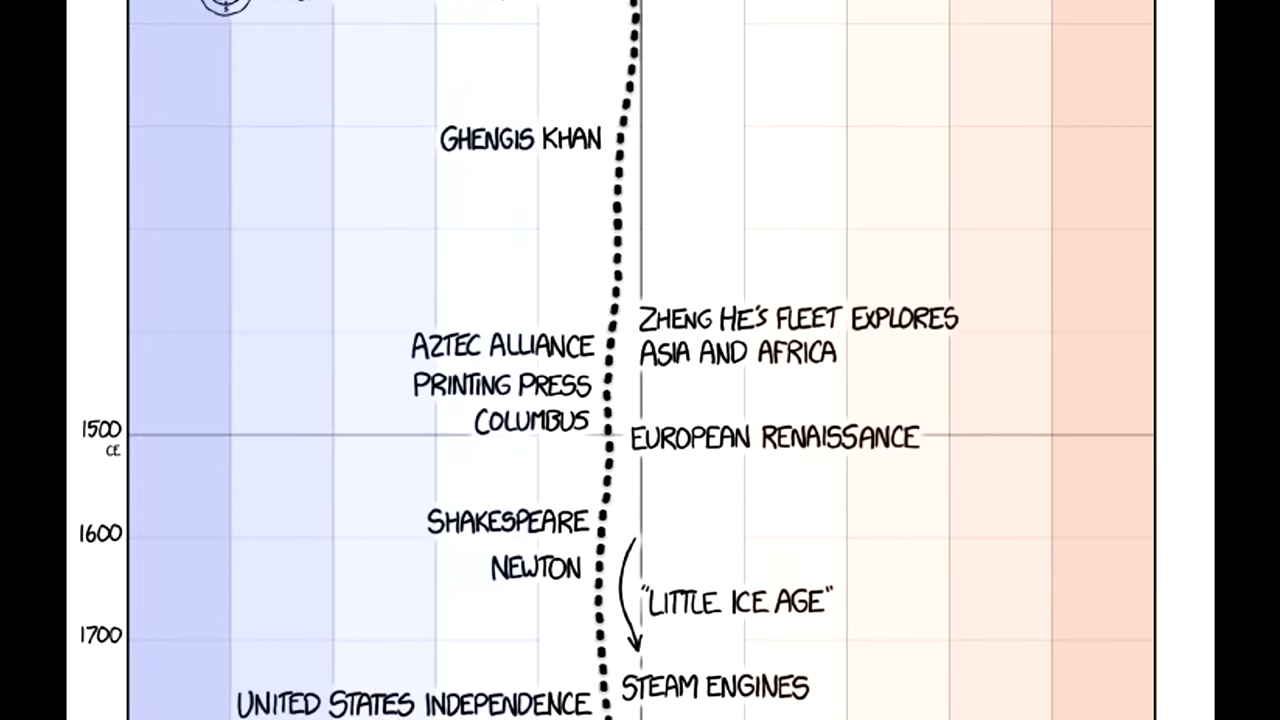 GHENGIS KHAN
ZHENG HE'S FLEET EXPLORES
ASIA AND AFRICA
AZTEC ALLIANCE
PRINTING PRESS
COLUMBUS
1500
CE
EUROPEAN RENAISSANCE
SHAKESPEARE
1600
NEWTON
"LITTLE ICE AGE"
1700
STEAM ENGINES
UNITED STATES INDEPENDENCE